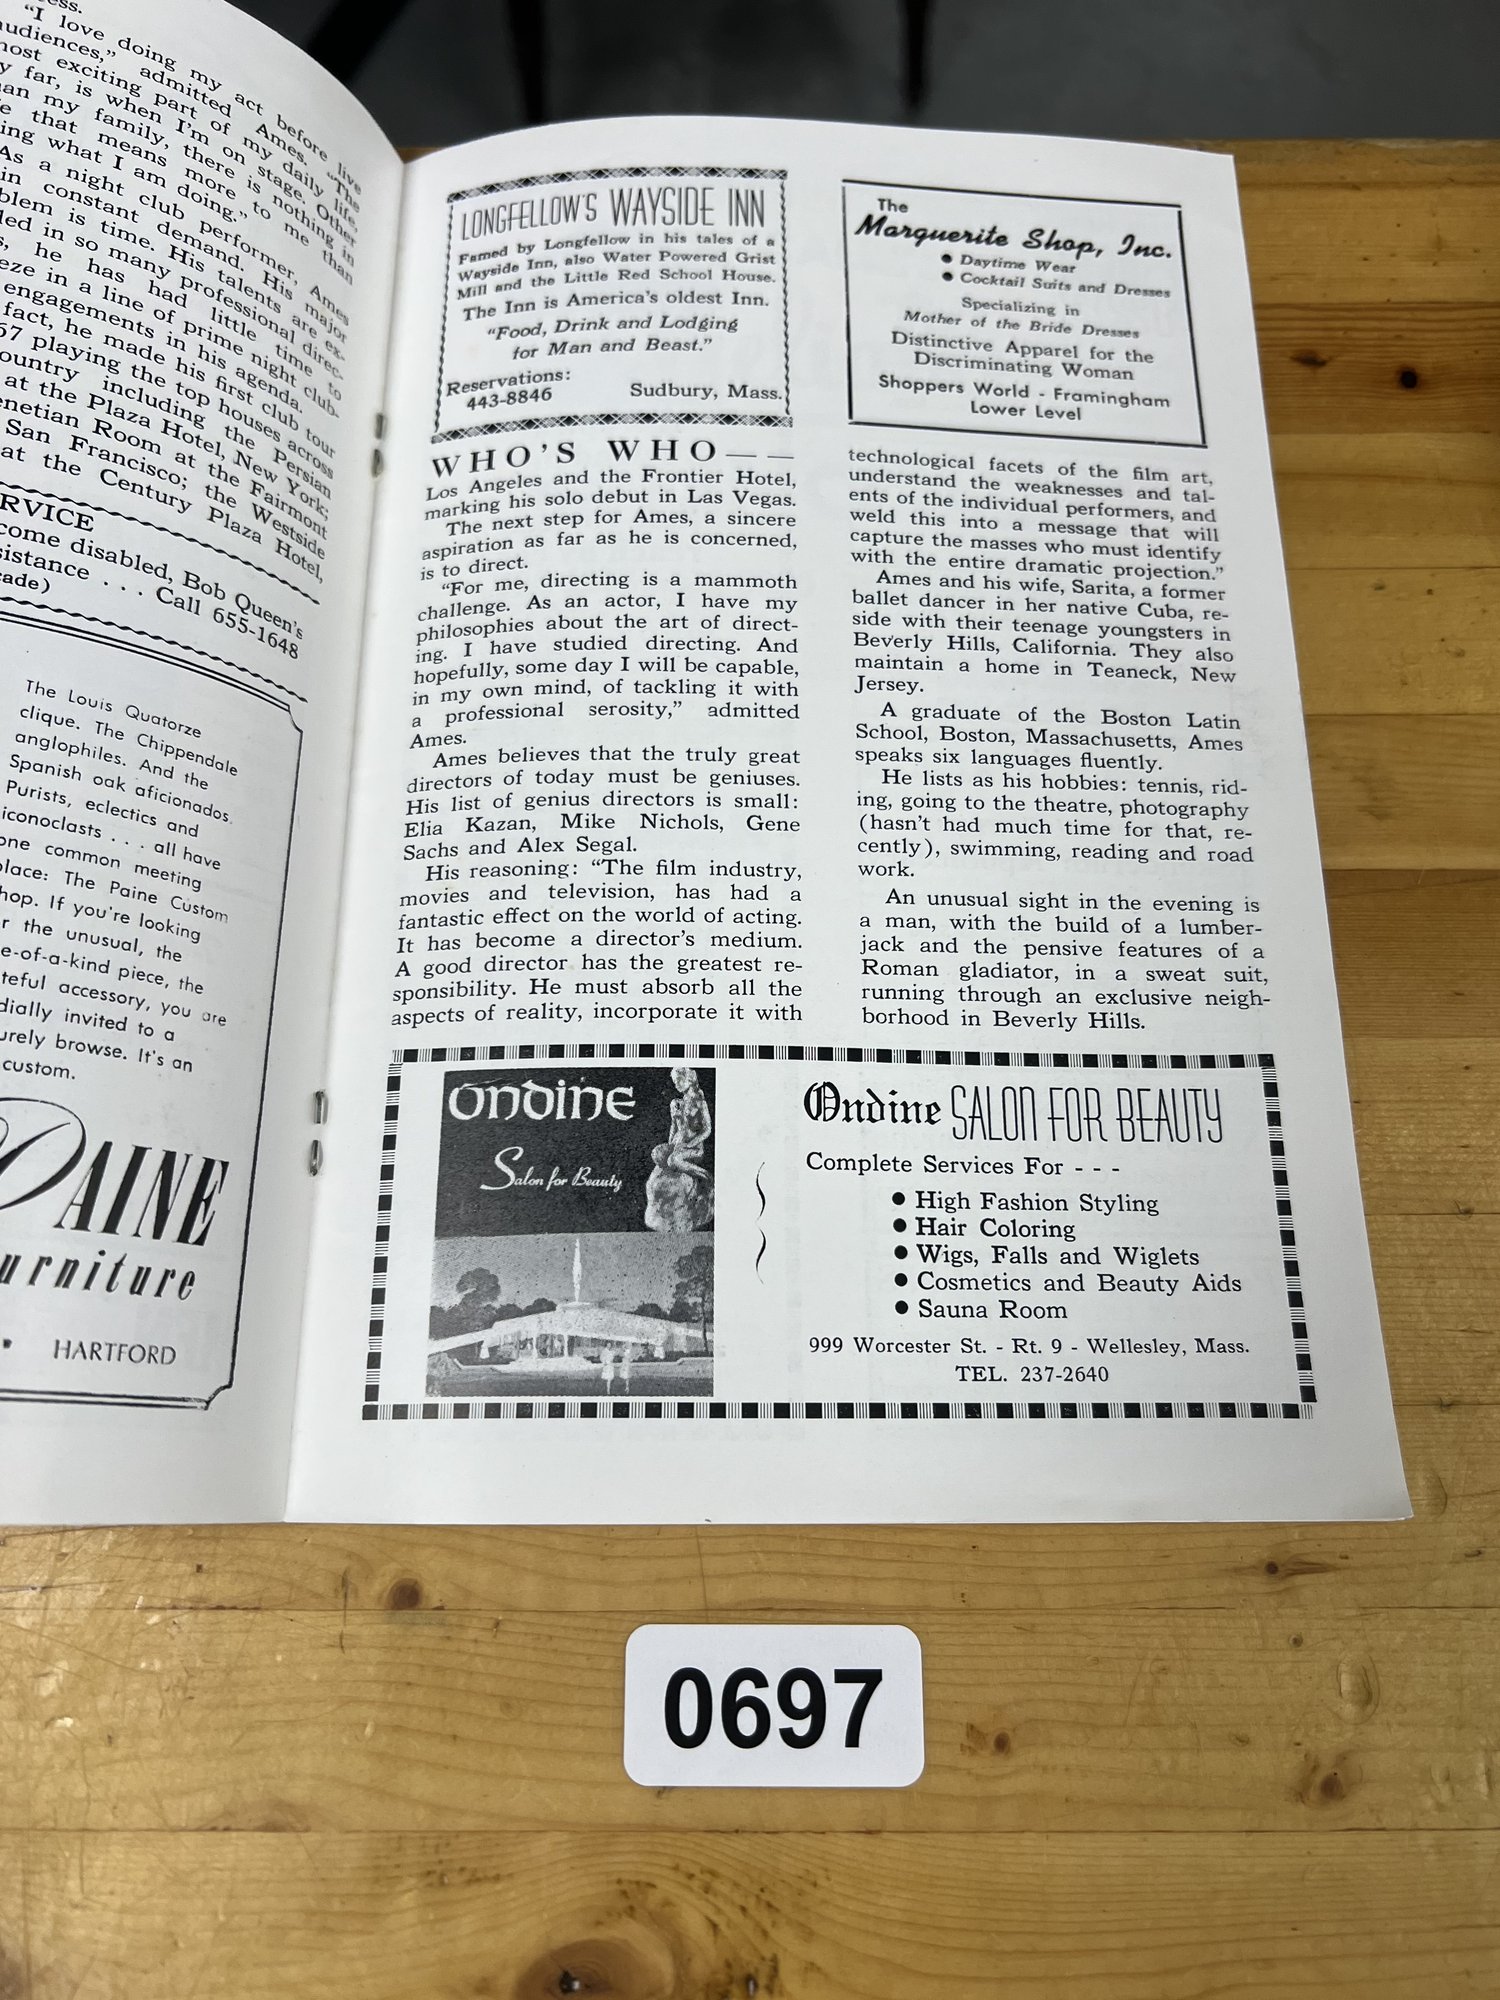 "I love doing my act before live
audiences," admitted Ames. "The
most exciting part of my daily life,
far, is when I'm on stage. Other
than my family, there is nothing in
that means more to me than
what I am doing."
As a night club performer, Ames
in constant demand. His major
is time. His talents are ex-
in so many professional direc-
he has had little time to
in a line of prime night club
engagements in his agenda.
fact, he made his first club tour
playing the top houses across
country including the Persian
at the Plaza Hotel, New York;
Venetian Room at the Fairmont
San Francisco; the Westside
at the Century Plaza Hotel,
disabled, Bob Queen's
. . . Call 655-1648
The Louis Quatorze
clique. The Chippendale
anglophiles. And the
Spanish oak aficionados.
Purists, eclectics and
iconoclasts . . . all have
one common meeting
place: The Paine Custom
If you're looking
the unusual, the
e-of-a-kind piece, the
accessory, you are
invited to a
browse. It's an
custom.
PAINE
urniture
• HARTFORD
LONGFELLOW'S WAYSIDE INN
Famed by Longfellow in his tales of a
Wayside Inn, also Water Powered Grist
Mill and the Little Red School House.
The Inn is America's oldest Inn.
"Food, Drink and Lodging
for Man and Beast."
Reservations:
443-8846 Sudbury, Mass.
The
Marguerite Shop, Inc.
• Daytime Wear
• Cocktail Suits and Dresses
Specializing in
Mother of the Bride Dresses
Distinctive Apparel for the
Discriminating Woman
Shoppers World - Framingham
Lower Level
WHO'S WHO——
Los Angeles and the Frontier Hotel,
marking his solo debut in Las Vegas.
The next step for Ames, a sincere
aspiration as far as he is concerned,
is to direct.
"For me, directing is a mammoth
challenge. As an actor, I have my
philosophies about the art of direct-
ing. I have studied directing. And
hopefully, some day I will be capable,
in my own mind, of tackling it with
a professional serosity," admitted
Ames.
Ames believes that the truly great
directors of today must be geniuses.
His list of genius directors is small:
Elia Kazan, Mike Nichols, Gene
Sachs and Alex Segal.
His reasoning: "The film industry,
movies and television, has had a
fantastic effect on the world of acting.
It has become a director's medium.
A good director has the greatest re-
sponsibility. He must absorb all the
aspects of reality, incorporate it with
technological facets of the film art,
understand the weaknesses and tal-
ents of the individual performers, and
weld this into a message that will
capture the masses who must identify
with the entire dramatic projection."
Ames and his wife, Sarita, a former
ballet dancer in her native Cuba, re-
side with their teenage youngsters in
Beverly Hills, California. They also
maintain a home in Teaneck, New
Jersey.
A graduate of the Boston Latin
School, Boston, Massachusetts, Ames
speaks six languages fluently.
He lists as his hobbies: tennis, rid-
ing, going to the theatre, photography
(hasn't had much time for that, re-
cently), swimming, reading and road
work.
An unusual sight in the evening is
a man, with the build of a lumber-
jack and the pensive features of a
Roman gladiator, in a sweat suit,
running through an exclusive neigh-
borhood in Beverly Hills.
ondine
Salon for Beauty
Ondine SALON FOR BEAUTY
Complete Services For - - -
• High Fashion Styling
• Hair Coloring
• Wigs, Falls and Wiglets
• Cosmetics and Beauty Aids
• Sauna Room
999 Worcester St. - Rt. 9 - Wellesley, Mass.
TEL. 237-2640
0697